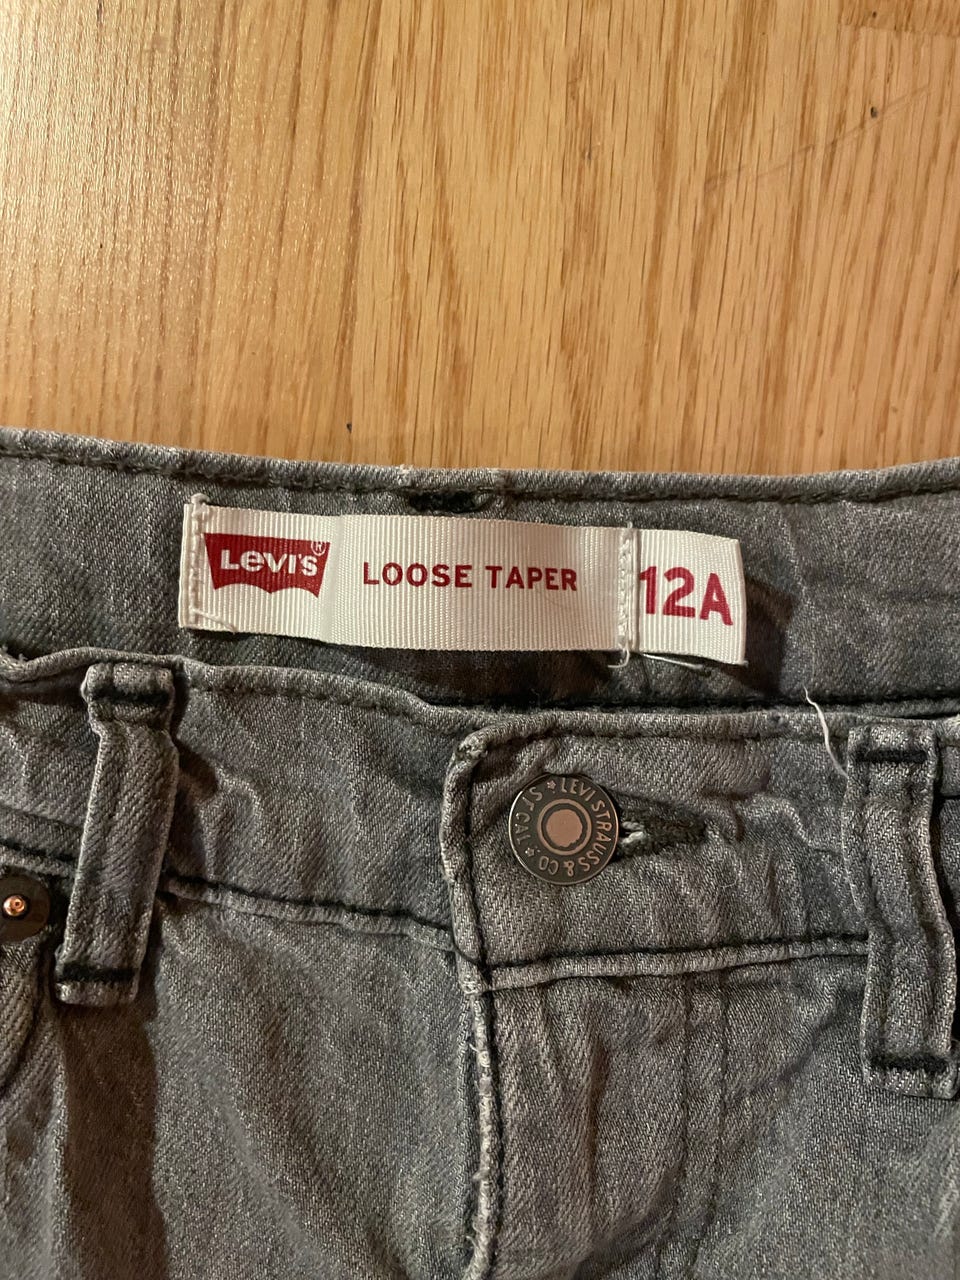 LEVI'S®
LOOSE TAPER
12A
LEVI STRAUSS & CO. ★ S.F. CAL ★